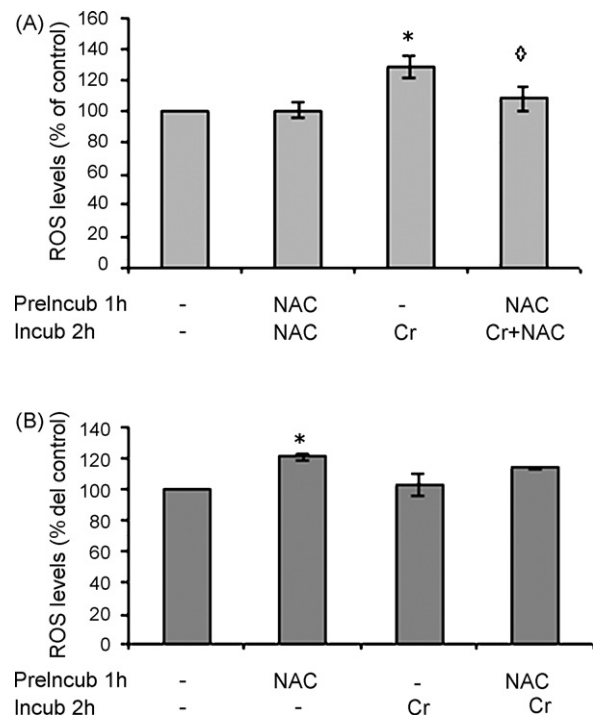 (A)
ROS levels (% of control)
160
140
120
100
80
60
40
20
0
*
◊
PreIncub 1h - NAC - NAC
Incub 2h - NAC Cr Cr+NAC
(B)
ROS levels (% del control)
140
120
100
80
60
40
20
0
*
PreIncub 1h - NAC - NAC
Incub 2h - - Cr Cr